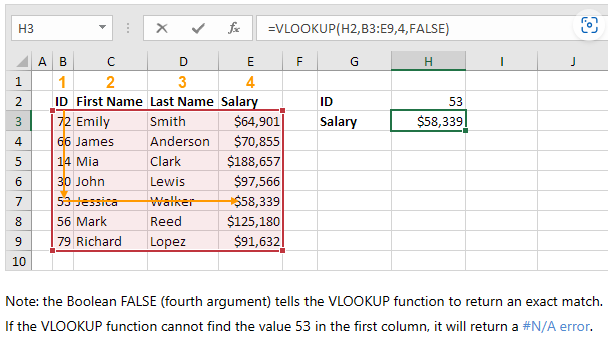 H3 fx =VLOOKUP(H2,B3:E9,4,FALSE)
A B C D E F G H I J
1 1 2 3 4
2 ID First Name Last Name Salary ID 53
3 72 Emily Smith $64,901 Salary $58,339
4 66 James Anderson $70,855
5 14 Mia Clark $188,657
6 30 John Lewis $97,566
7 53 Jessica Walker $58,339
8 56 Mark Reed $125,180
9 79 Richard Lopez $91,632
10
Note: the Boolean FALSE (fourth argument) tells the VLOOKUP function to return an exact match.
If the VLOOKUP function cannot find the value 53 in the first column, it will return a #N/A error.